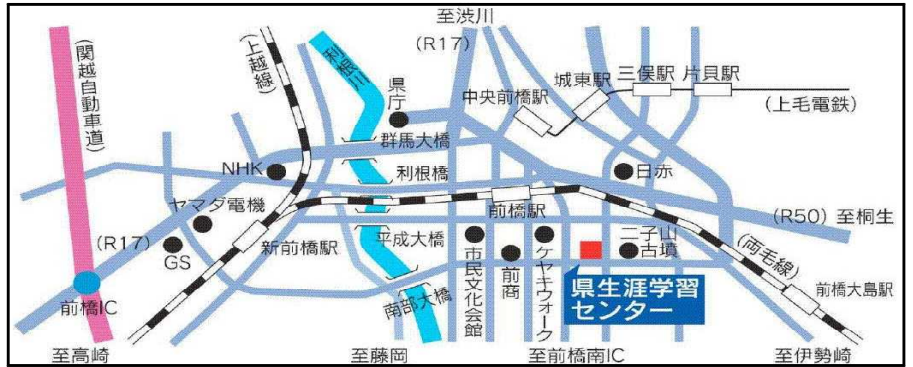 至渋川
(R17)
(関越自動車道)
(上越線)
利根川
県庁
中央前橋駅
城東駅
三俣駅
片貝駅
(上毛電鉄)
群馬大橋
NHK
利根橋
日赤
ヤマダ電機
前橋駅
(R50)至桐生
(R17)
GS
新前橋駅
平成大橋
市民文化会館
前商
ケヤキウォーク
二子山
古墳
(両毛線)
前橋IC
南部大橋
県生涯学習
センター
前橋大島駅
至高崎
至藤岡
至前橋南IC
至伊勢崎